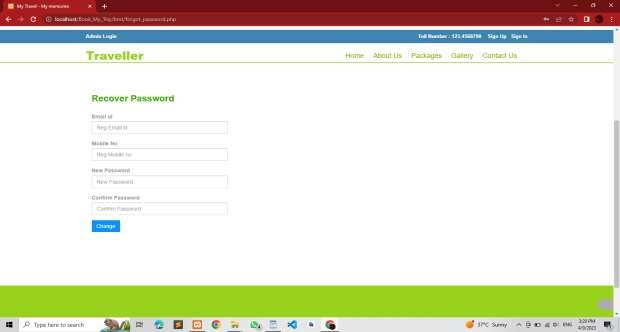 My Travel - My memories
localhost/Book_My_Trip/tmt/forgot_password.php
Admin Login
Toll Number : 123-4568790 Sign Up Sign In
Traveller
Home About Us Packages Gallery Contact Us
Recover Password
Email id
Reg Email id
Mobile No
Reg Mobile no
New Password
New Password
Confirm Password
Confirm Password
Change
Type here to search
37°C Sunny
ENG
3:20 PM
4/9/2023